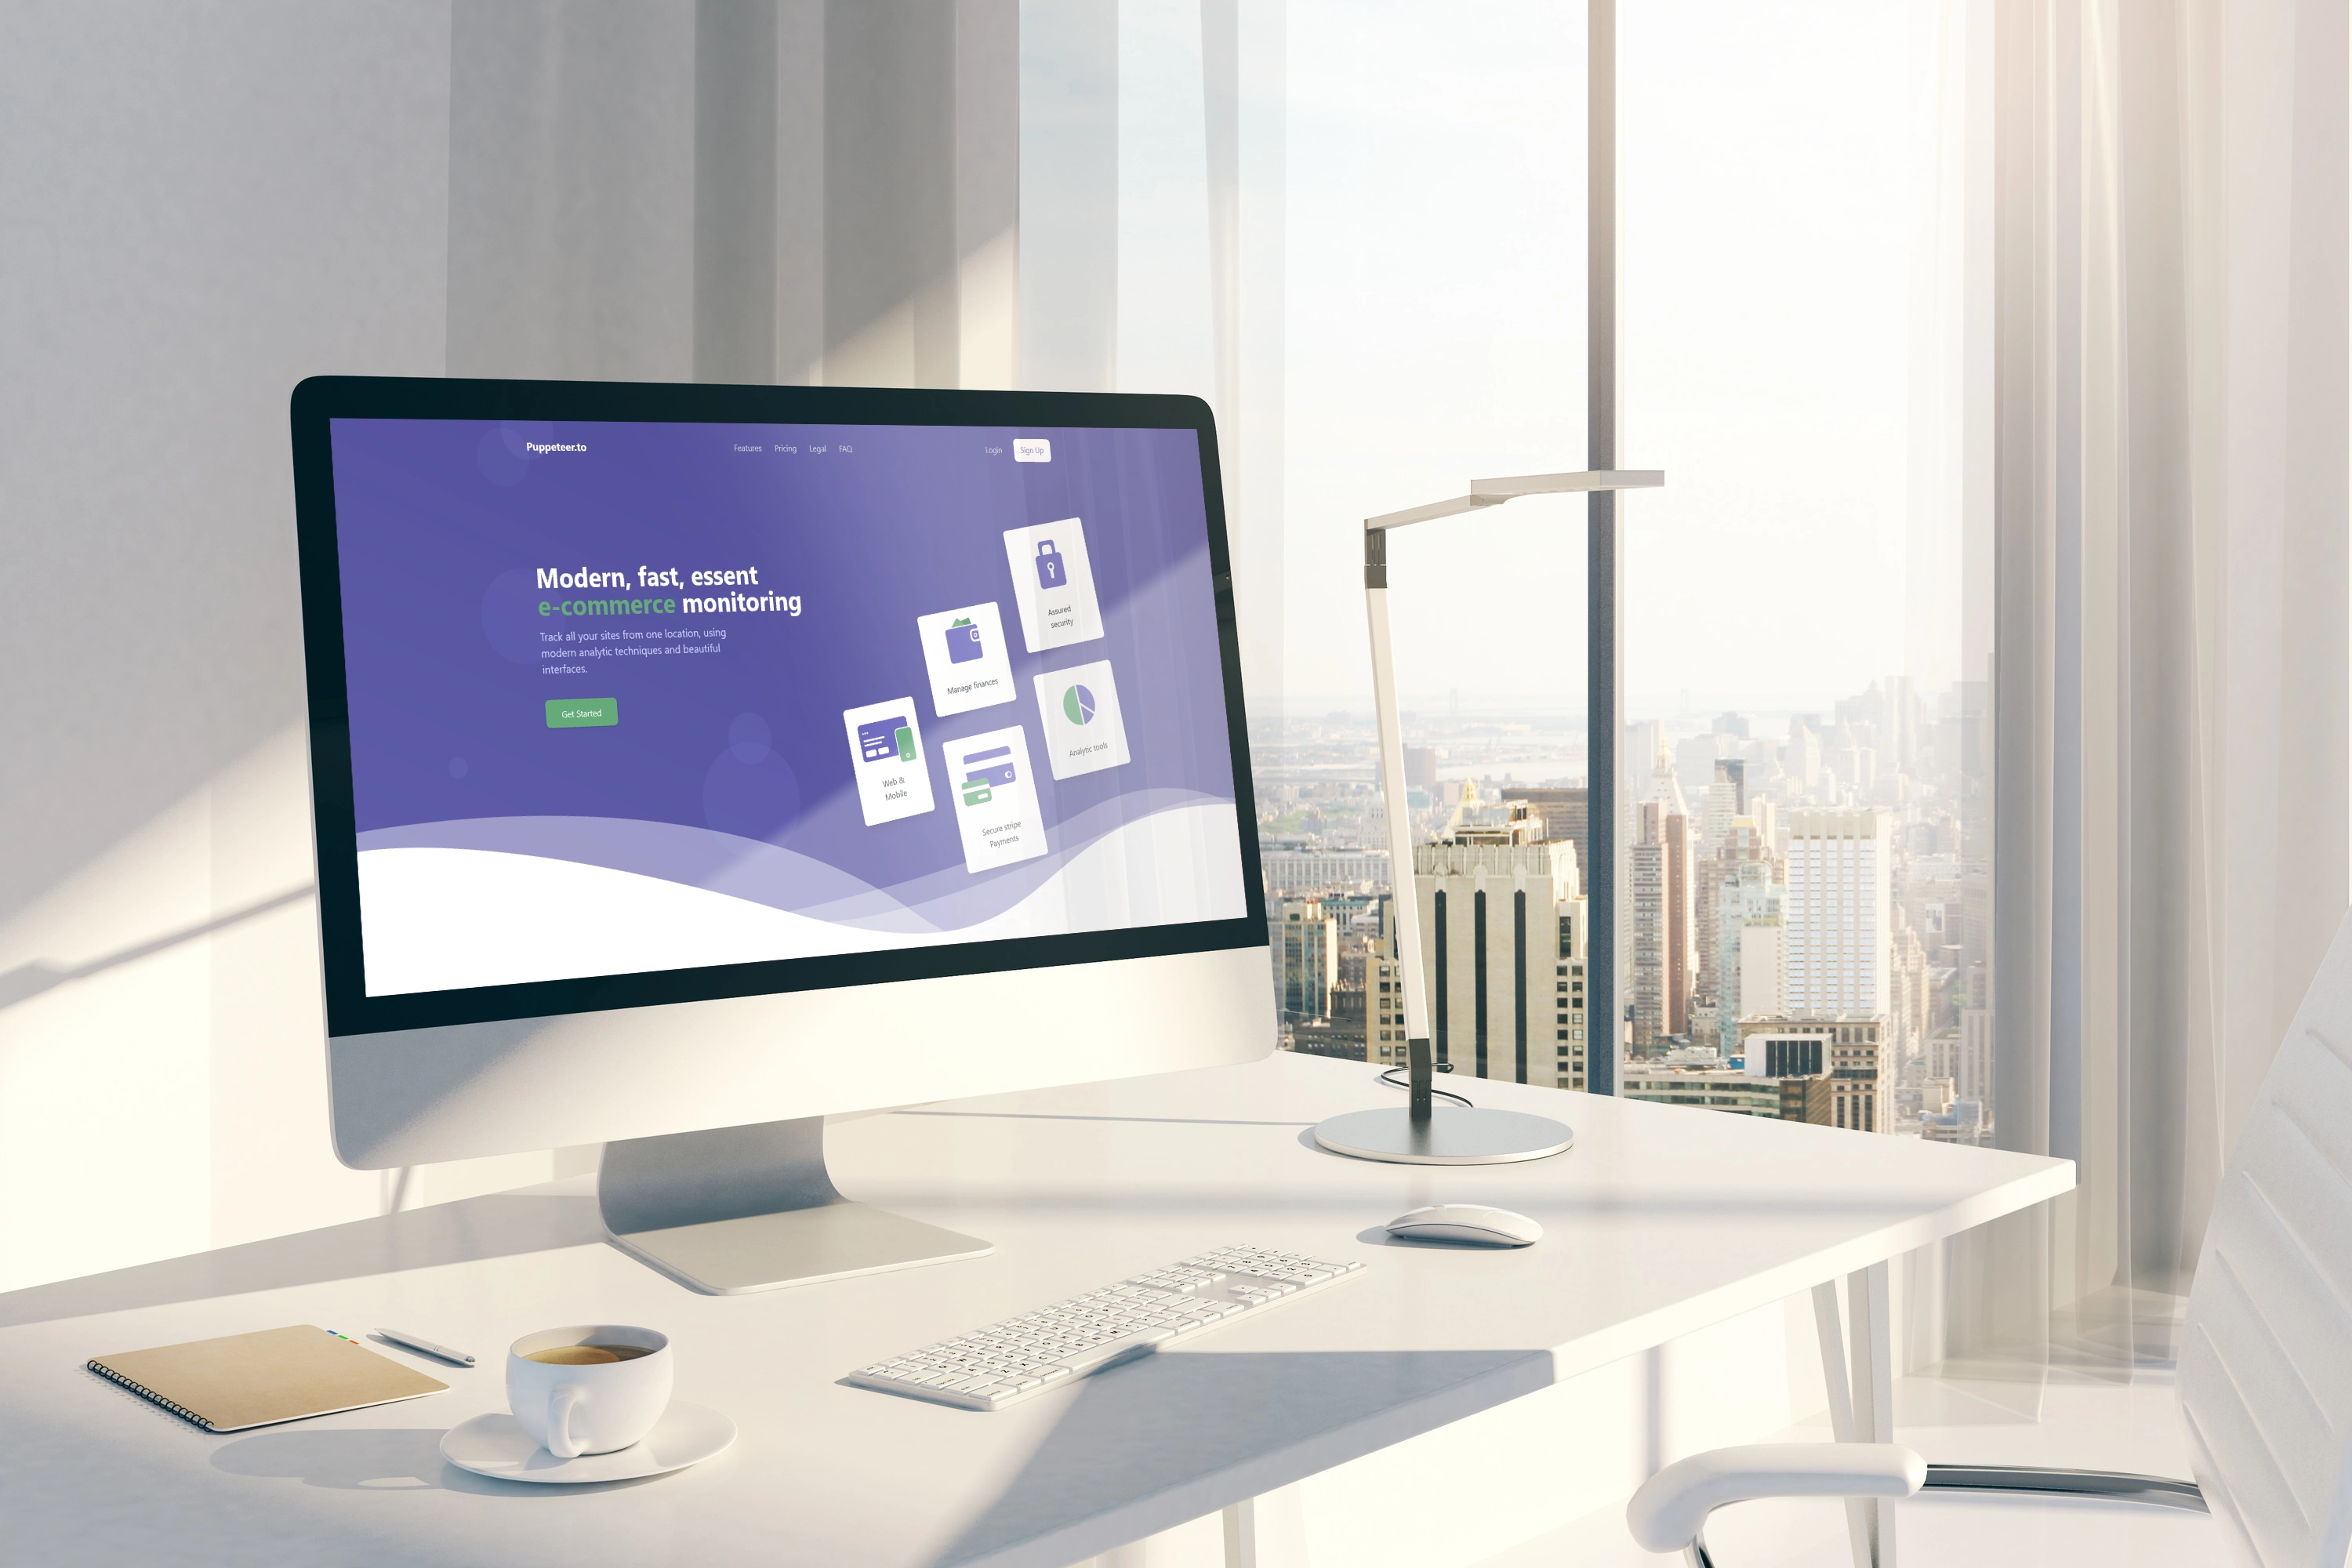 Puppeteer.to
Features Pricing Legal FAQ
Login Sign Up
Modern, fast, essent
e-commerce monitoring
Track all your sites from one location, using
modern analytic techniques and beautiful
interfaces.
Get Started
Assured
security
Manage finances
Analytic tools
Web &
Mobile
Secure stripe
Payments